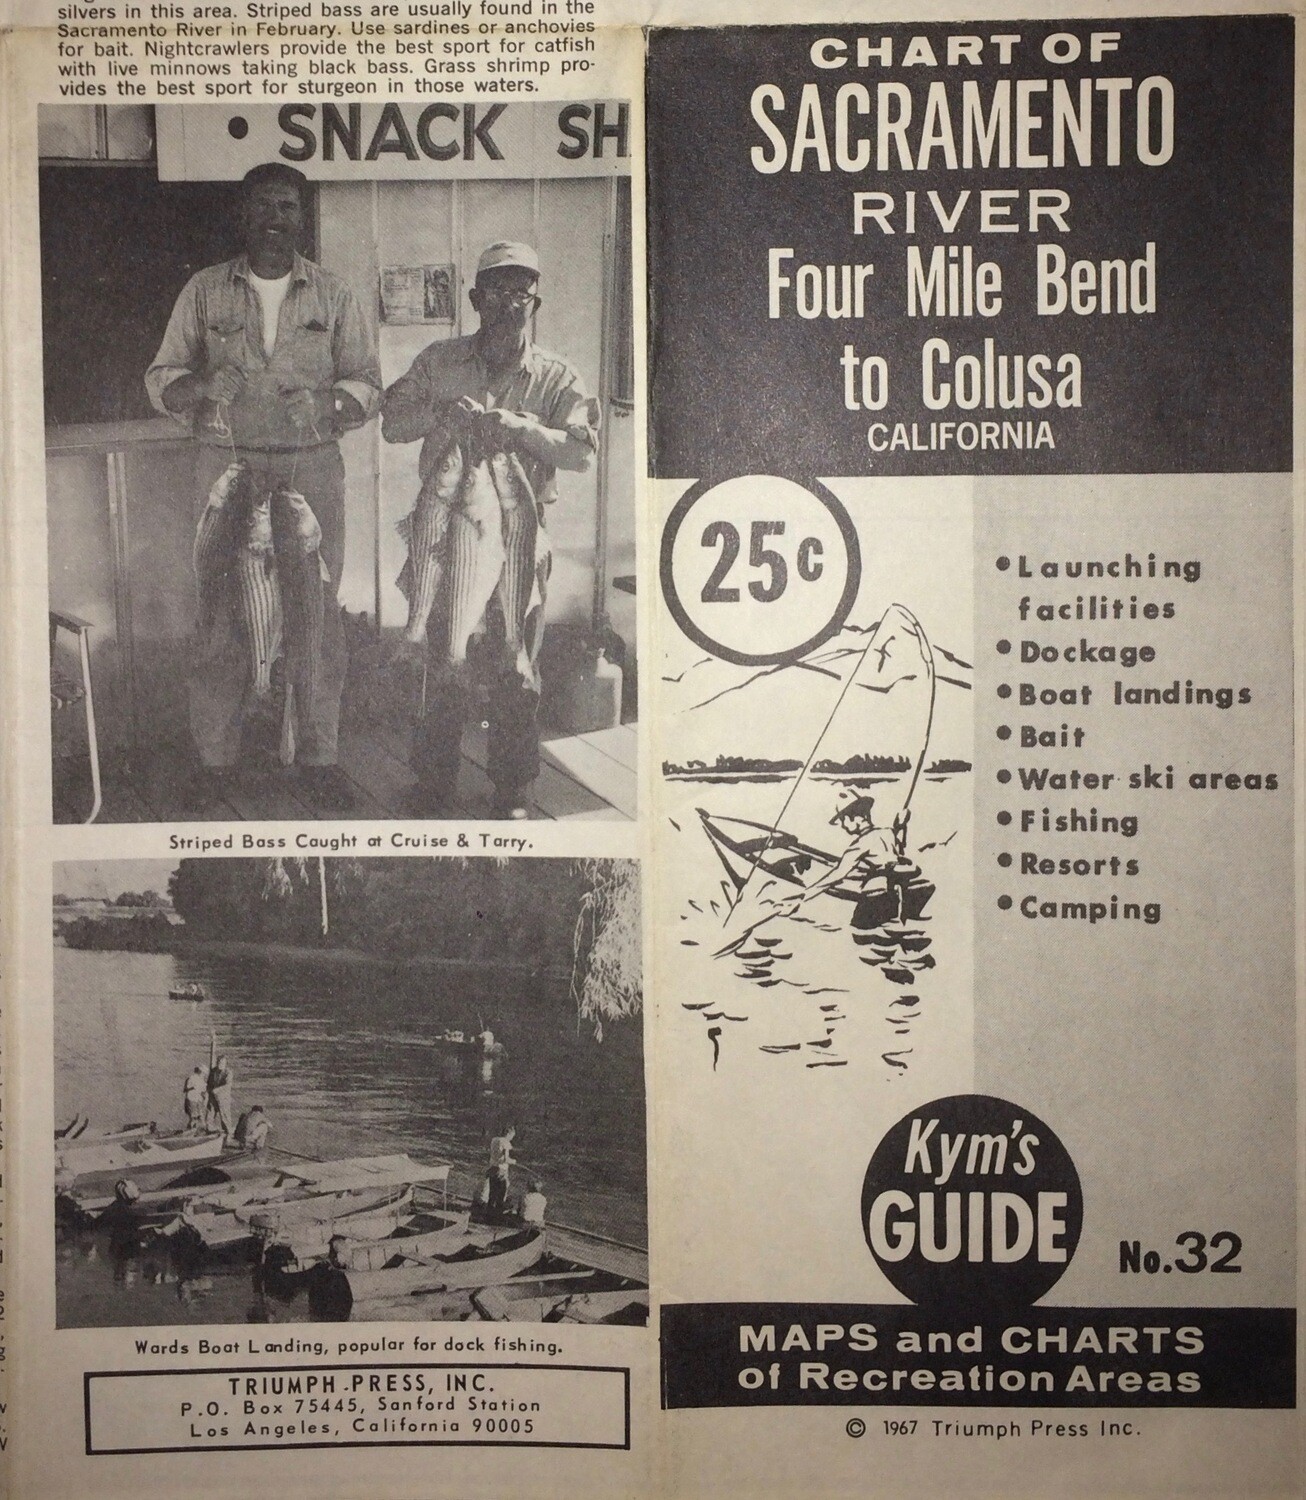 silvers in this area. Striped bass are usually found in the
Sacramento River in February. Use sardines or anchovies
for bait. Nightcrawlers provide the best sport for catfish
with live minnows taking black bass. Grass shrimp pro-
vides the best sport for sturgeon in those waters.
• SNACK SH
Striped Bass Caught at Cruise & Tarry.
Wards Boat Landing, popular for dock fishing.
TRIUMPH PRESS, INC.
P.O. Box 75445, Sanford Station
Los Angeles, California 90005
CHART OF
SACRAMENTO
RIVER
Four Mile Bend
to Colusa
CALIFORNIA
25c
• Launching
facilities
• Dockage
• Boat landings
• Bait
• Water ski areas
• Fishing
• Resorts
• Camping
Kym's
GUIDE
No.32
MAPS and CHARTS
of Recreation Areas
© 1967 Triumph Press Inc.